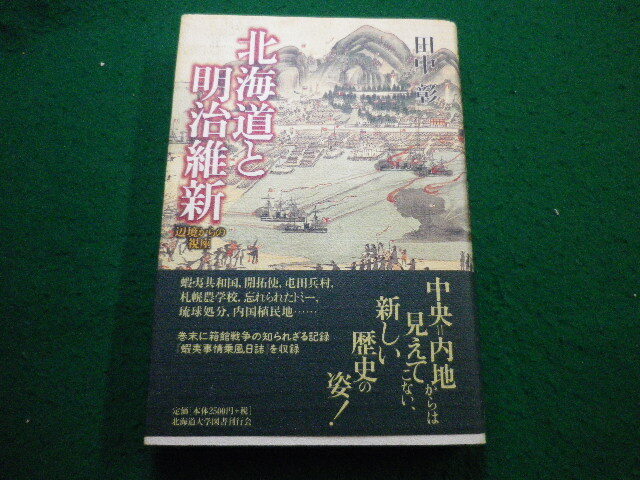 田中 彰
北海道と
明治維新
辺境からの
視座
中央=内地からは
見えてこない、
新しい
歴史の
姿!
蝦夷共和国,開拓使,屯田兵村,
札幌農学校,忘れられたドミー,
琉球処分,内国植民地……
巻末に箱館戦争の知られざる記録
『蝦夷事情乗風日誌』を収録
定価[本体2500円+税]
北海道大学図書刊行会